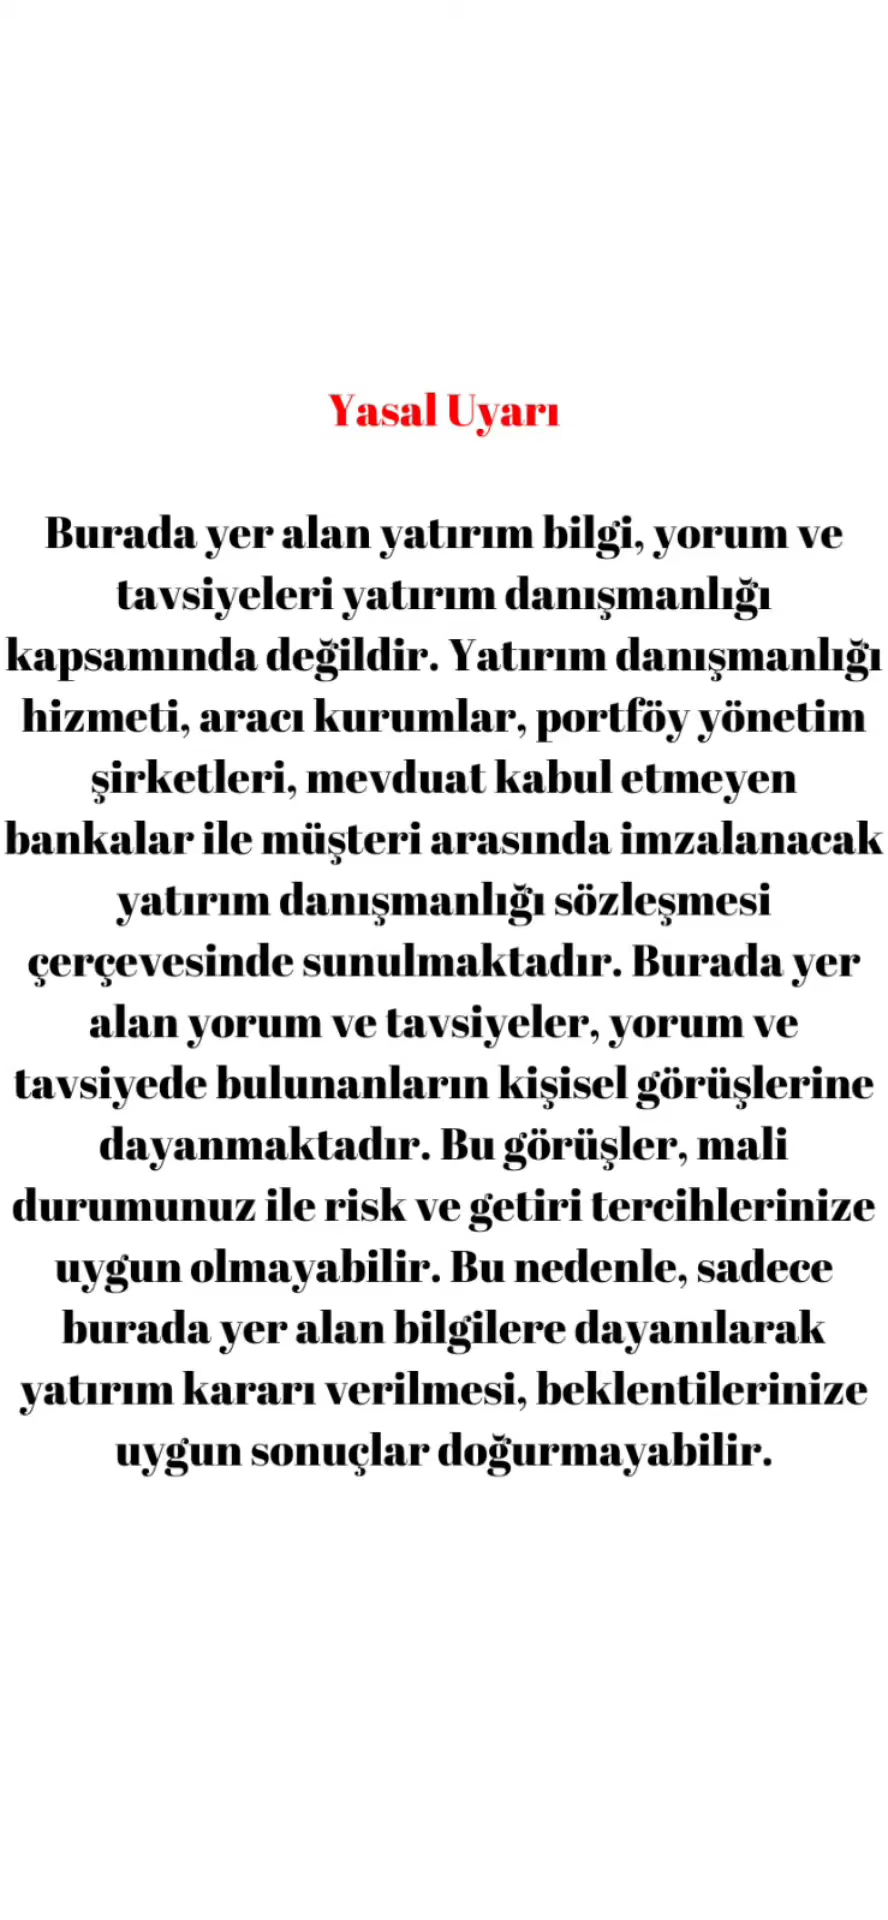 Yasal Uyarı
Burada yer alan yatırım bilgi, yorum ve
tavsiyeleri yatırım danışmanlığı
kapsamında değildir. Yatırım danışmanlığı
hizmeti, aracı kurumlar, portföy yönetim
şirketleri, mevduat kabul etmeyen
bankalar ile müşteri arasında imzalanacak
yatırım danışmanlığı sözleşmesi
çerçevesinde sunulmaktadır. Burada yer
alan yorum ve tavsiyeler, yorum ve
tavsiyede bulunanların kişisel görüşlerine
dayanmaktadır. Bu görüşler, mali
durumunuz ile risk ve getiri tercihlerinize
uygun olmayabilir. Bu nedenle, sadece
burada yer alan bilgilere dayanılarak
yatırım kararı verilmesi, beklentilerinize
uygun sonuçlar doğurmayabilir.